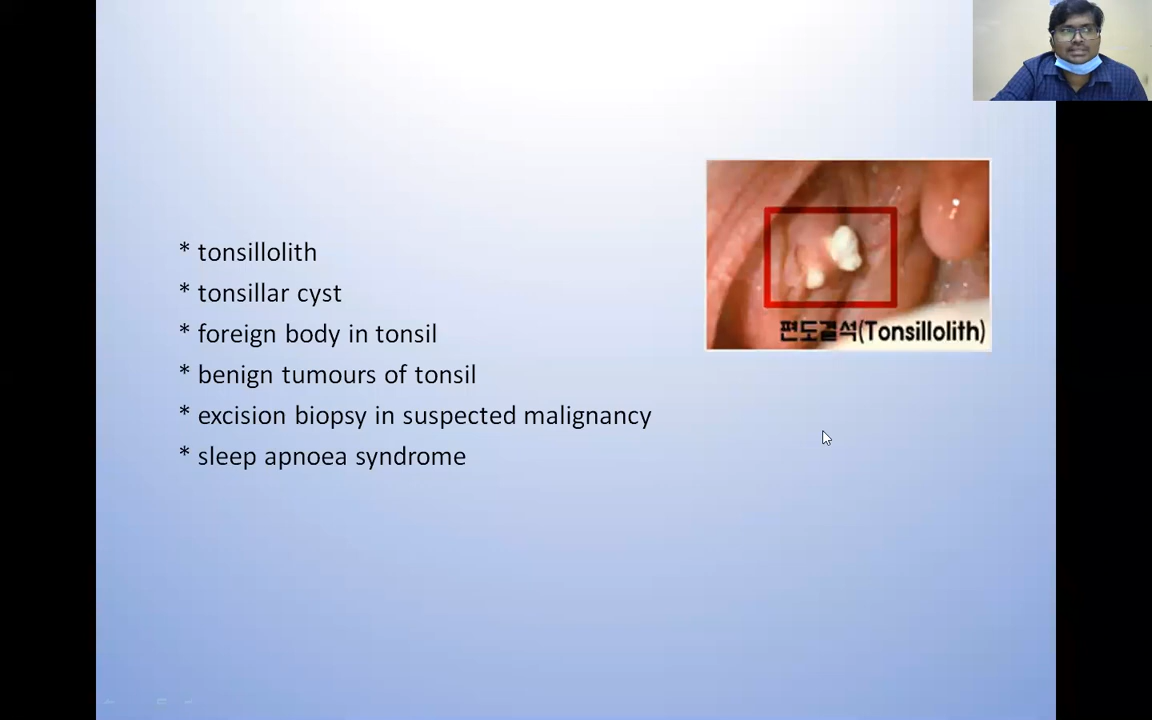 * tonsillolith
* tonsillar cyst
* foreign body in tonsil
* benign tumours of tonsil
* excision biopsy in suspected malignancy
* sleep apnoea syndrome
편도결석(Tonsillolith)